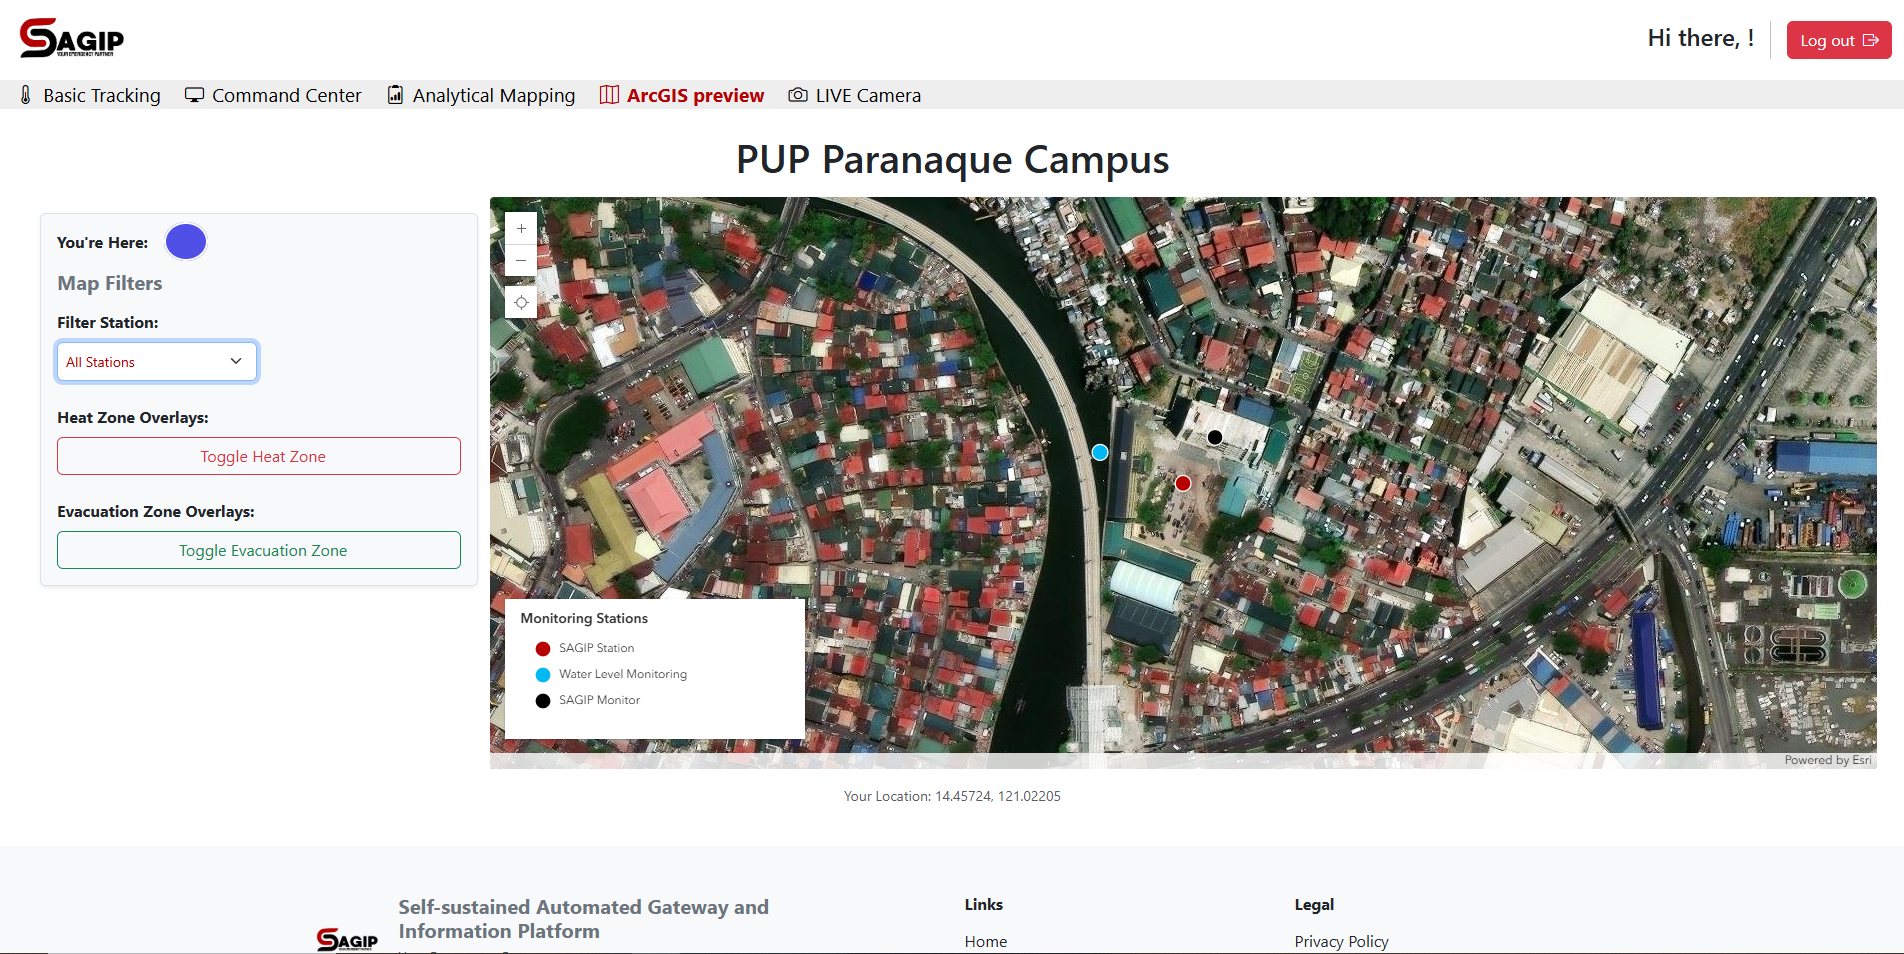 SAGIP
YOUR EMERGENCY PARTNER
Hi there, !
Log out
Basic Tracking
Command Center
Analytical Mapping
ArcGIS preview
LIVE Camera
PUP Paranaque Campus
You're Here:
Map Filters
Filter Station:
All Stations
Heat Zone Overlays:
Toggle Heat Zone
Evacuation Zone Overlays:
Toggle Evacuation Zone
+
−
Monitoring Stations
SAGIP Station
Water Level Monitoring
SAGIP Monitor
Powered by Esri
Your Location: 14.45724, 121.02205
SAGIP
Self-sustained Automated Gateway and
Information Platform
Links
Home
Legal
Privacy Policy